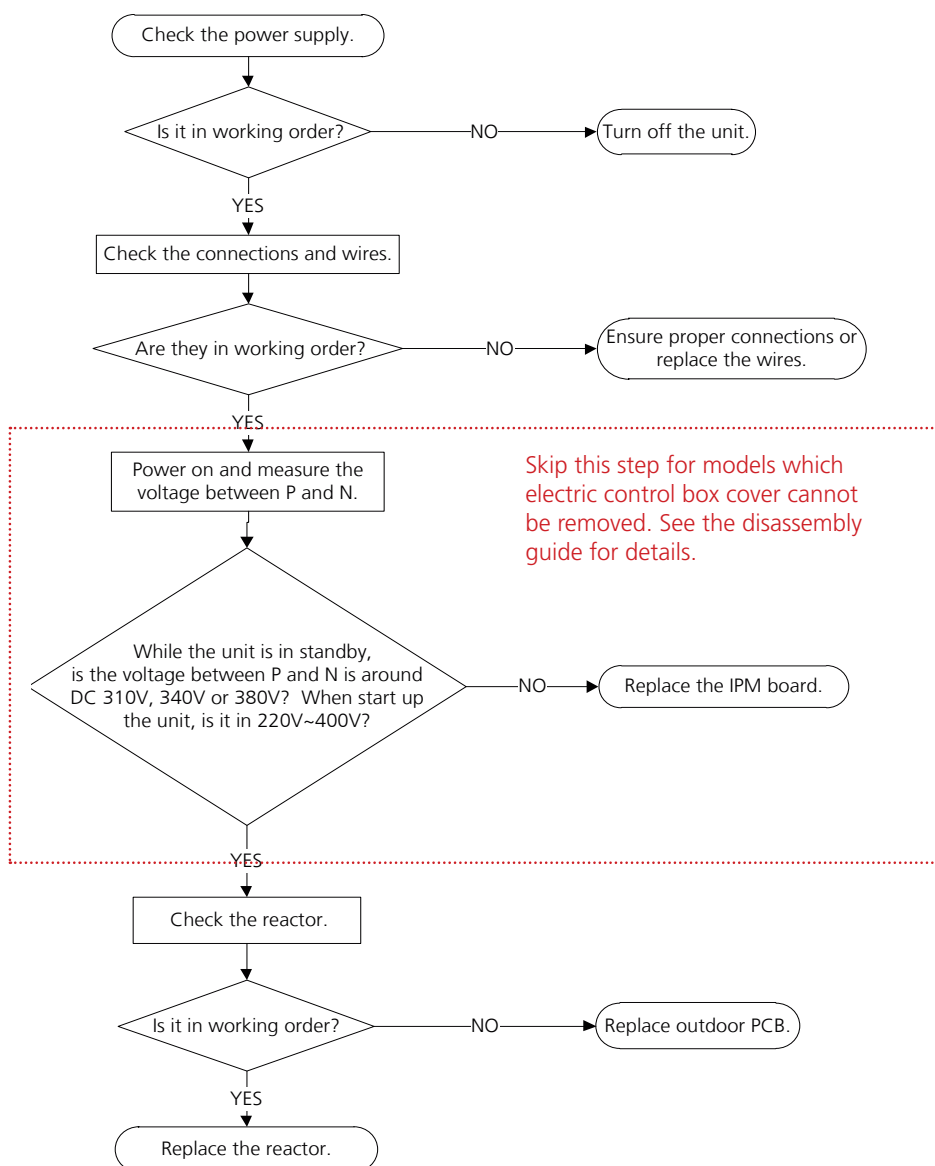 Check the power supply.
Is it in working order?
NO
Turn off the unit.
YES
Check the connections and wires.
Are they in working order?
NO
Ensure proper connections or
replace the wires.
YES
Power on and measure the
voltage between P and N.
Skip this step for models which
electric control box cover cannot
be removed. See the disassembly
guide for details.
While the unit is in standby,
is the voltage between P and N is around
DC 310V, 340V or 380V? When start up
the unit, is it in 220V~400V?
NO
Replace the IPM board.
YES
Check the reactor.
Is it in working order?
NO
Replace outdoor PCB.
YES
Replace the reactor.